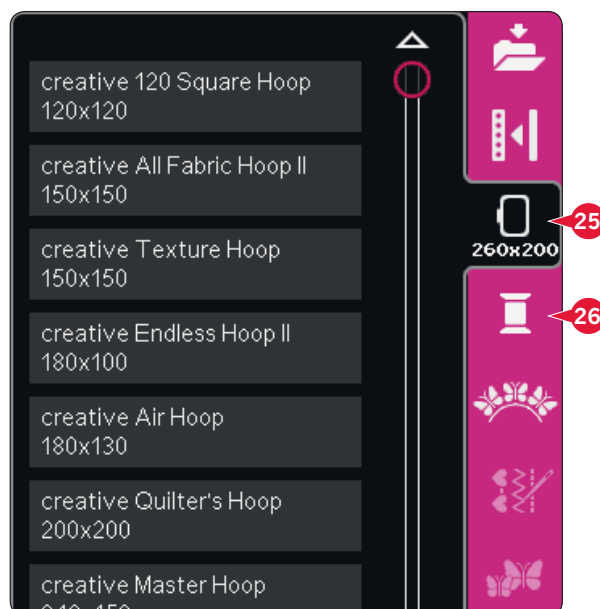 creative 120 Square Hoop
120x120
creative All Fabric Hoop II
150x150
creative Texture Hoop
150x150
creative Endless Hoop II
180x100
creative Air Hoop
180x130
creative Quilter's Hoop
200x200
creative Master Hoop
260x200
25
26